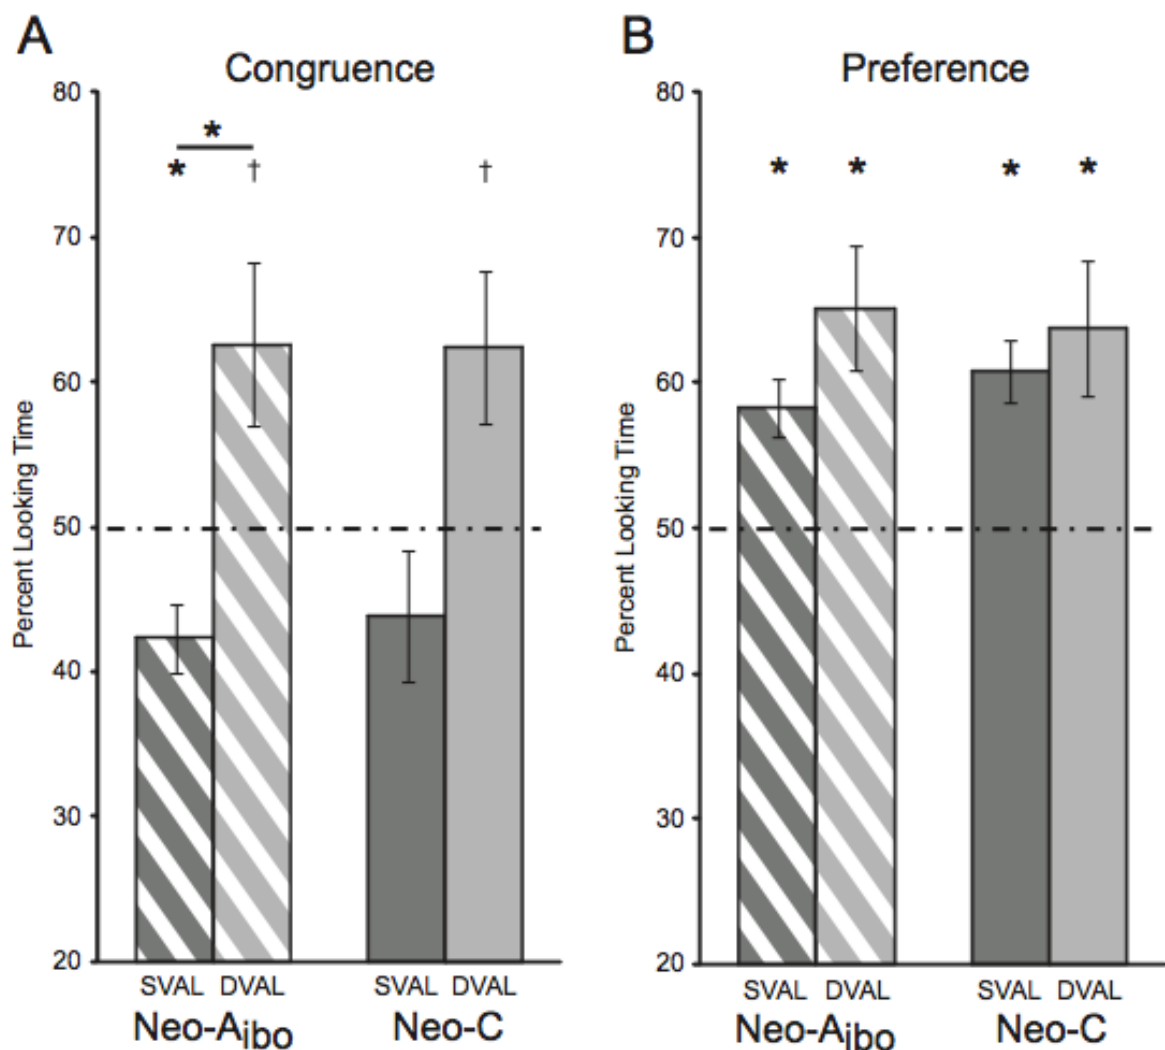 A
Congruence
80
70
60
50
40
30
20
Percent Looking Time
*
* †
†
SVAL DVAL SVAL DVAL
Neo-Aibo Neo-C
B
Preference
80
70
60
50
40
30
20
Percent Looking Time
* * * *
SVAL DVAL SVAL DVAL
Neo-Aibo Neo-C